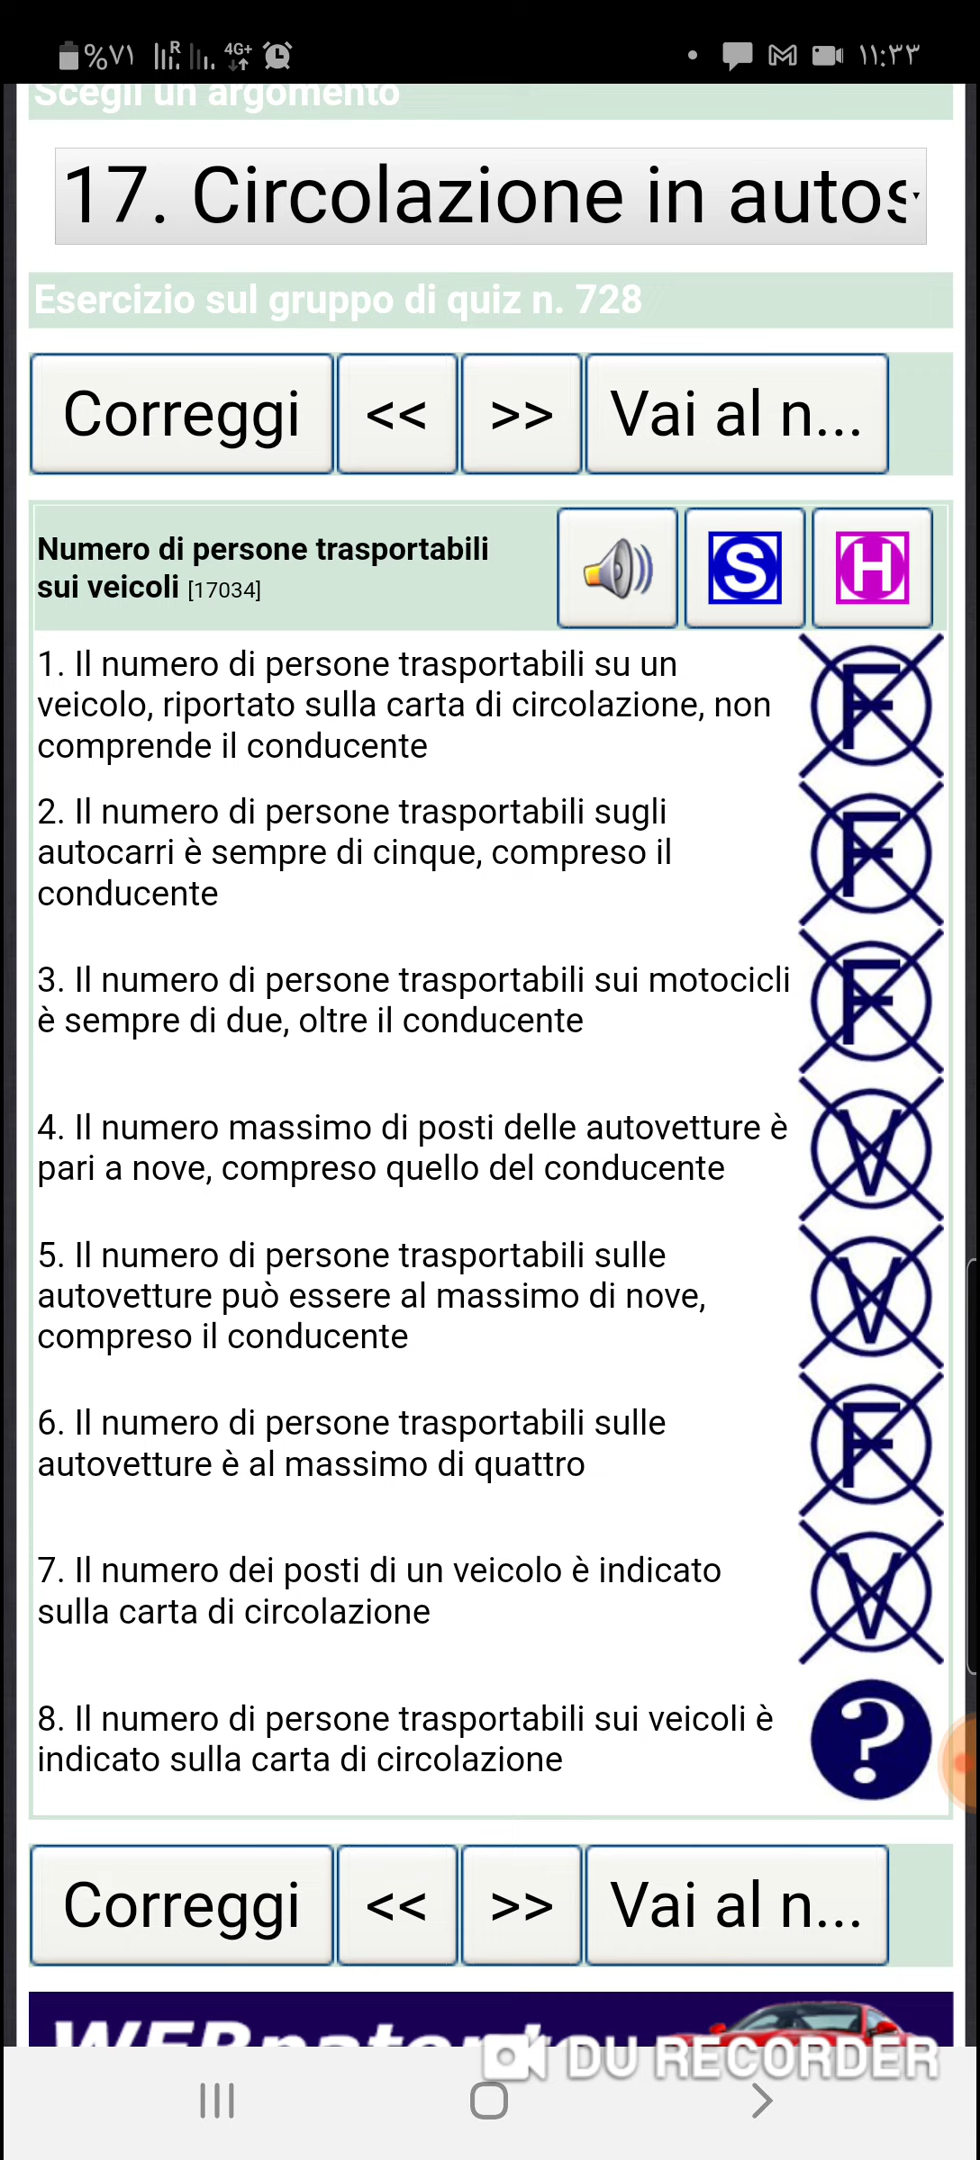 %٧١ R 4G+ ١١:٣٣
Scegli un argomento
17. Circolazione in autos
Esercizio sul gruppo di quiz n. 728
Correggi << >> Vai al n...
Numero di persone trasportabili
sui veicoli [17034]
S H
1. Il numero di persone trasportabili su un
veicolo, riportato sulla carta di circolazione, non
comprende il conducente
F
2. Il numero di persone trasportabili sugli
autocarri è sempre di cinque, compreso il
conducente
F
3. Il numero di persone trasportabili sui motocicli
è sempre di due, oltre il conducente
F
4. Il numero massimo di posti delle autovetture è
pari a nove, compreso quello del conducente
V
5. Il numero di persone trasportabili sulle
autovetture può essere al massimo di nove,
compreso il conducente
V
6. Il numero di persone trasportabili sulle
autovetture è al massimo di quattro
F
7. Il numero dei posti di un veicolo è indicato
sulla carta di circolazione
V
8. Il numero di persone trasportabili sui veicoli è
indicato sulla carta di circolazione
?
Correggi << >> Vai al n...
DU RECORDER